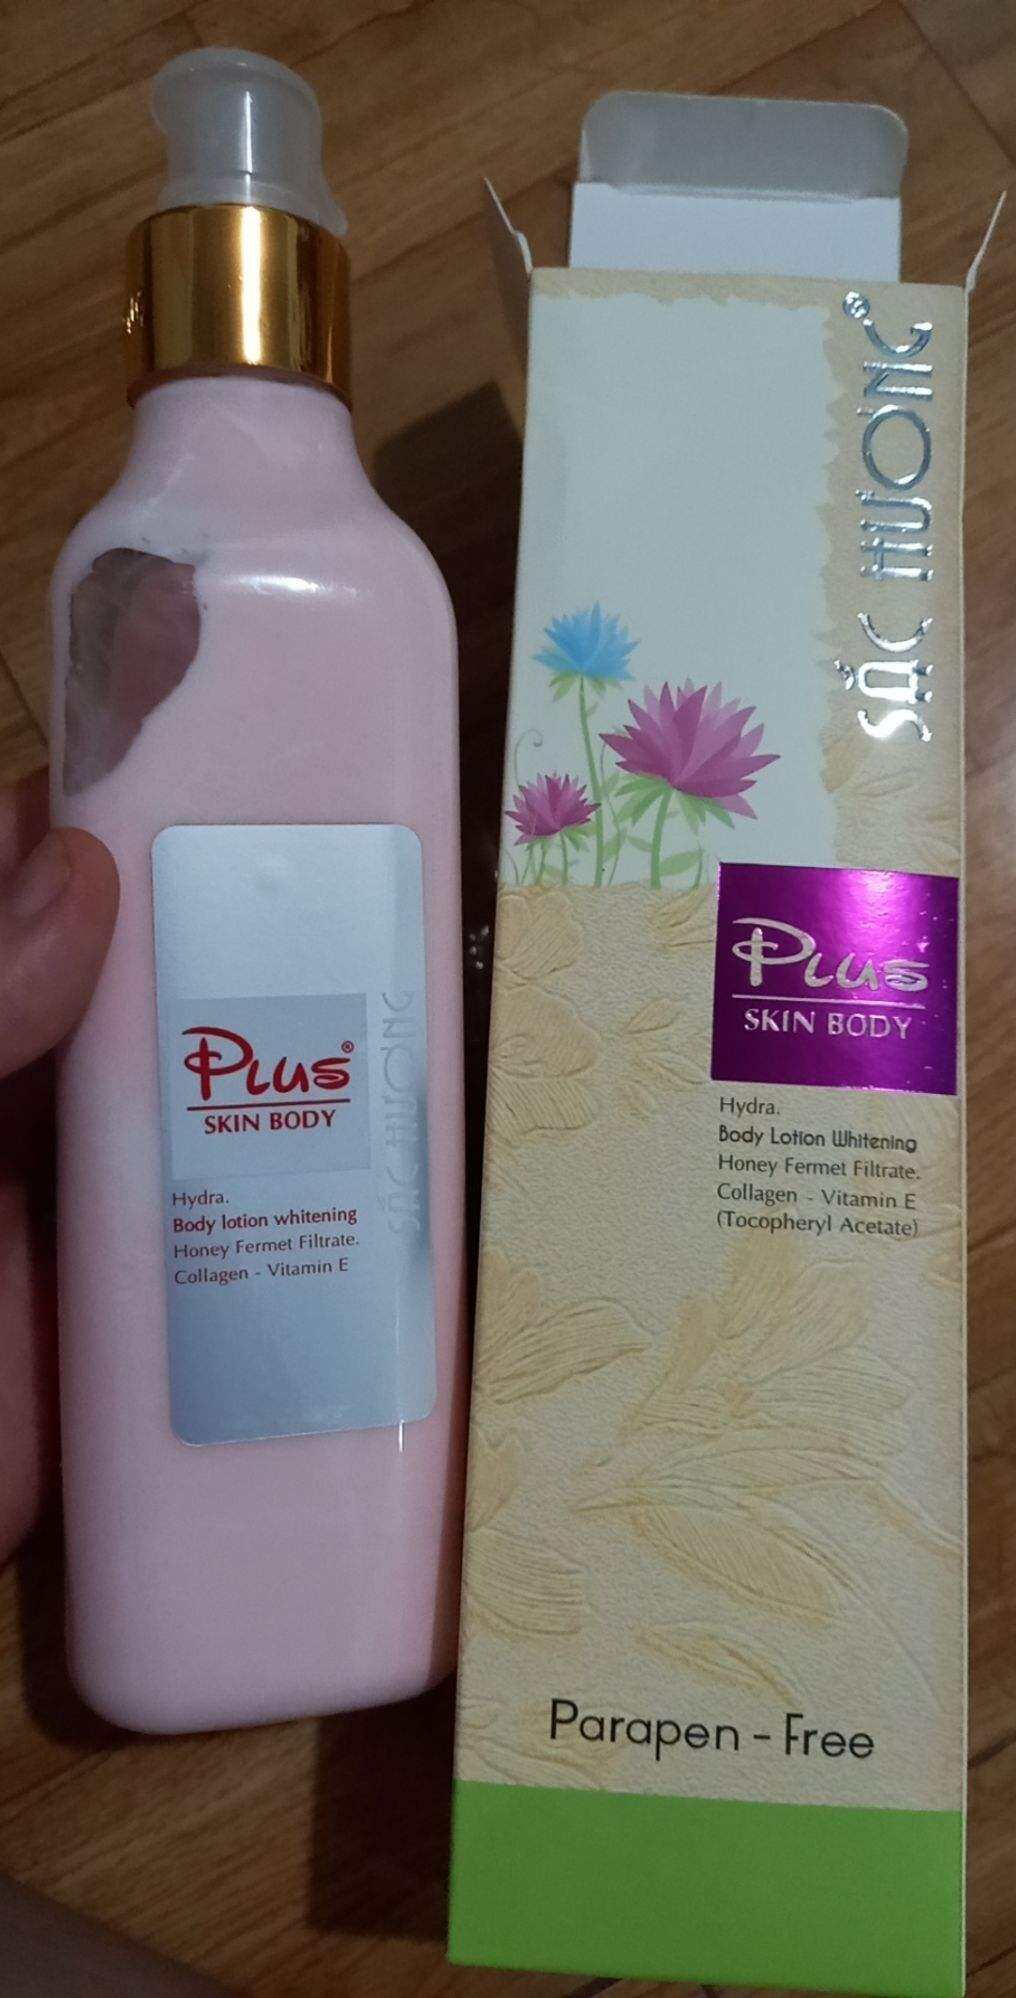 Plus®
SKIN BODY
SẮC HƯƠNG
Hydra.
Body lotion whitening
Honey Fermet Filtrate.
Collagen - Vitamin E
SẮC HƯƠNG®
Plus
SKIN BODY
Hydra.
Body Lotion Whitening
Honey Fermet Filtrate.
Collagen - Vitamin E
(Tocopheryl Acetate)
Parapen - Free